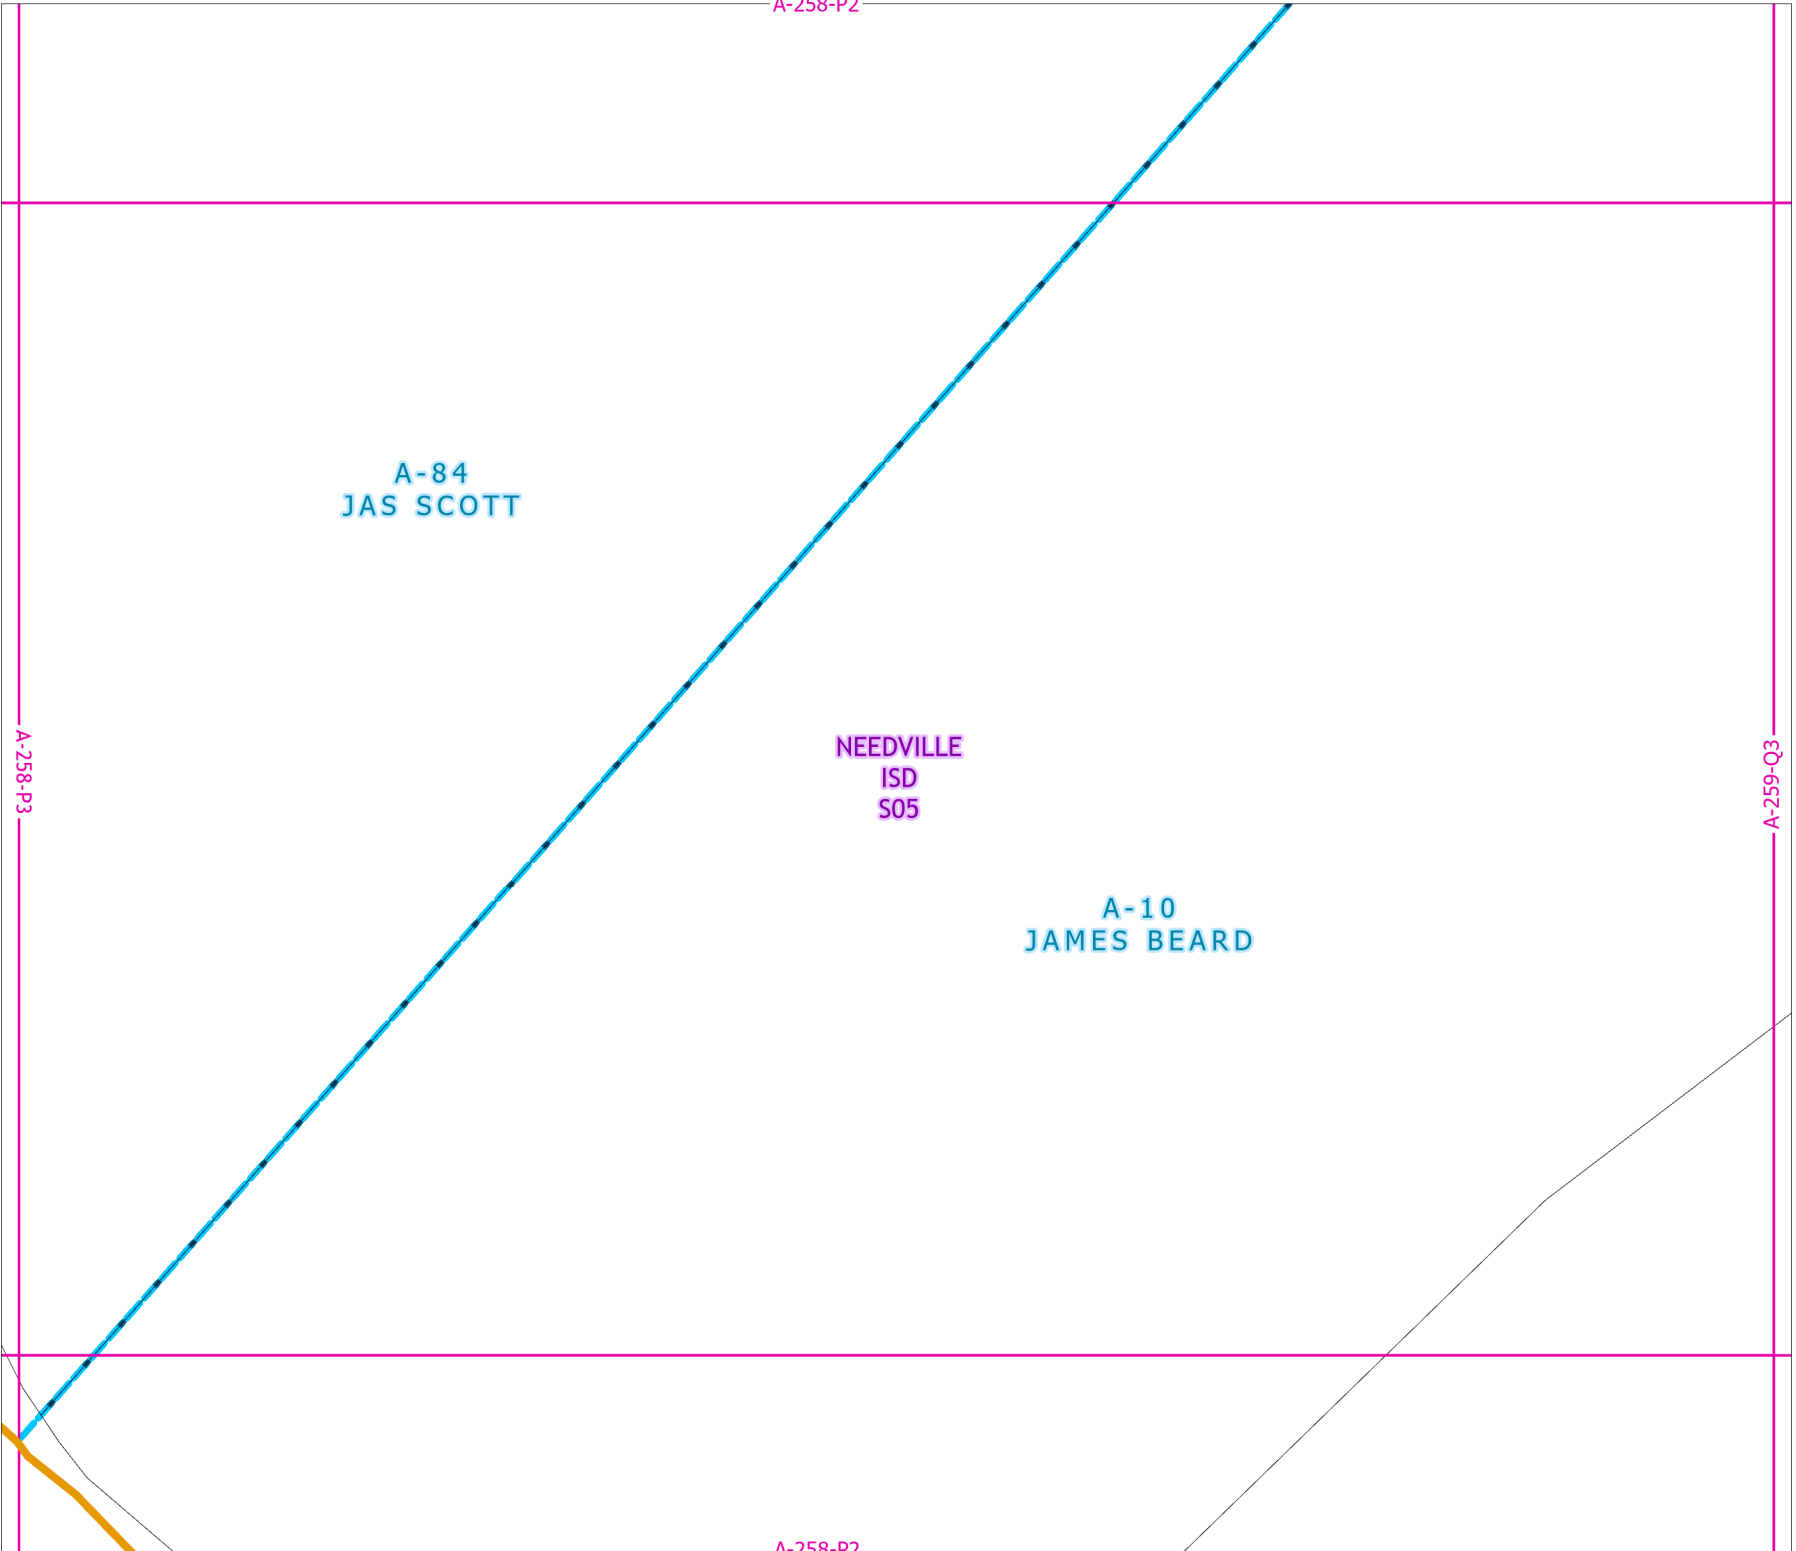 A-258-P2
A-84
JAS SCOTT
A-258-P3
NEEDVILLE
ISD
S05
A-259-Q3
A-10
JAMES BEARD
A-258-P2